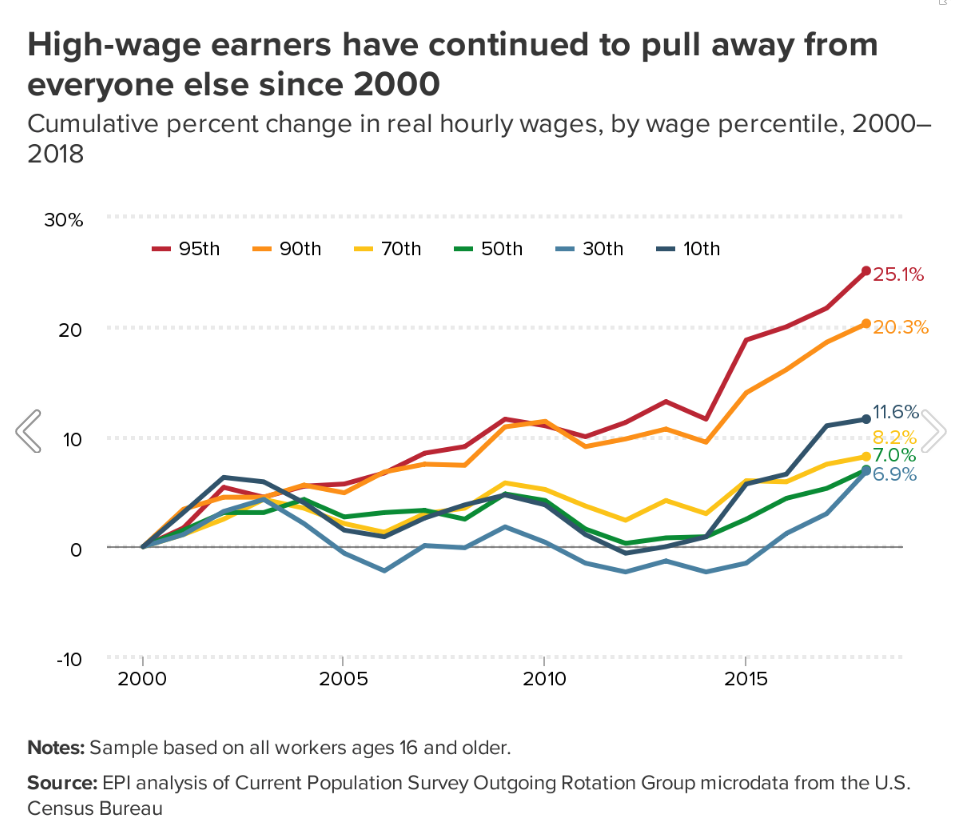 High-wage earners have continued to pull away from
everyone else since 2000
Cumulative percent change in real hourly wages, by wage percentile, 2000–
2018
30%
95th 90th 70th 50th 30th 10th
25.1%
20
20.3%
11.6%
10
8.2%
7.0%
6.9%
0
-10
2000 2005 2010 2015
Notes: Sample based on all workers ages 16 and older.
Source: EPI analysis of Current Population Survey Outgoing Rotation Group microdata from the U.S.
Census Bureau